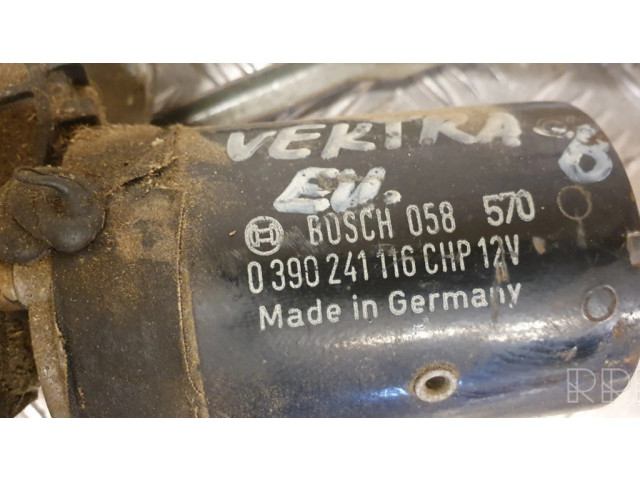 VEKTRA
EU.
BOSCH 058 570
0 390 241 116 CHP 12V
Made in Germany